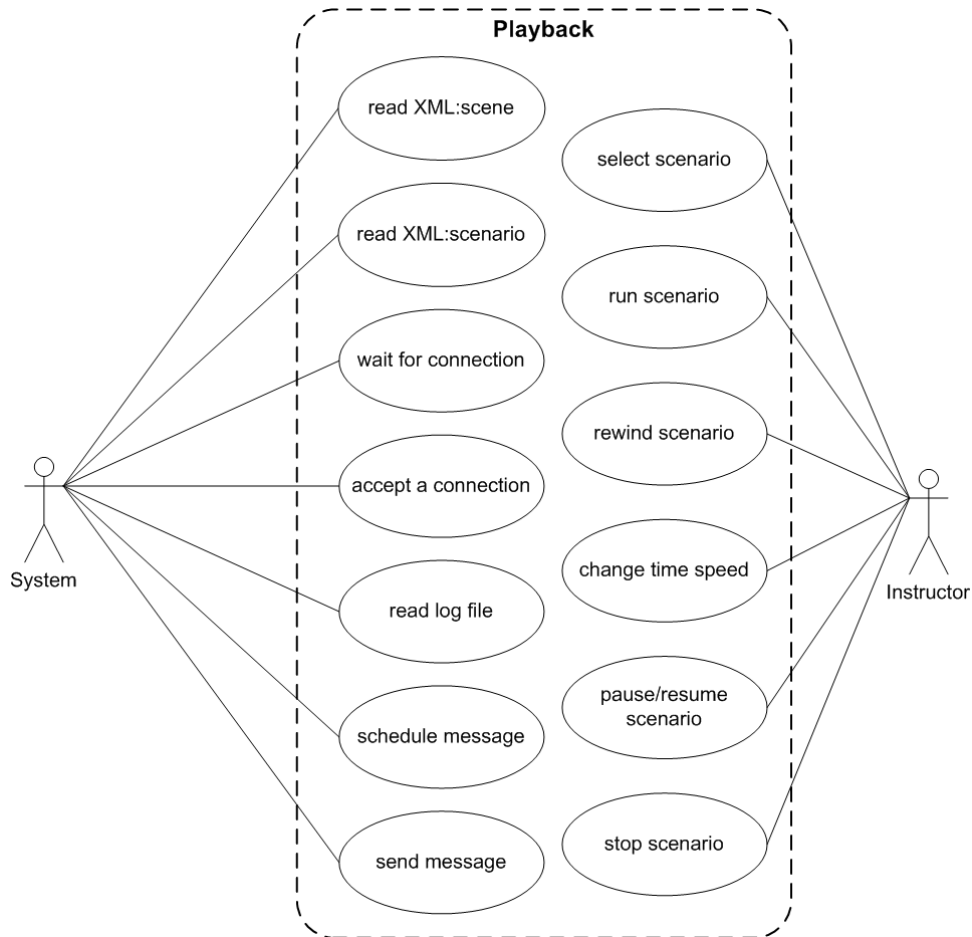 Playback
read XML:scene
select scenario
read XML:scenario
run scenario
wait for connection
rewind scenario
accept a connection
System
change time speed
Instructor
read log file
pause/resume
scenario
schedule message
stop scenario
send message